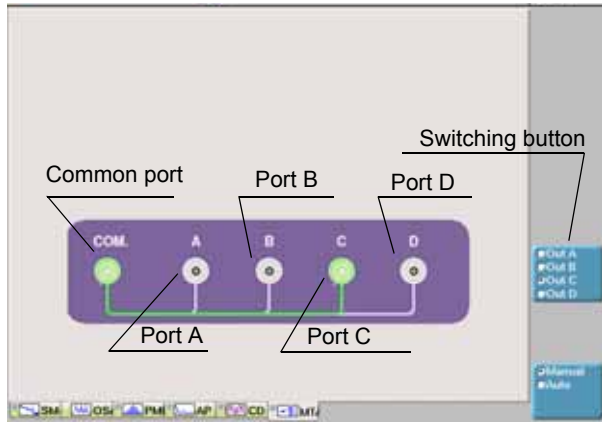 Switching button
Common port
Port B
Port D
COM.
A
B
C
D
Out A
Out B
Out C
Out D
Port A
Port C
Manual
Auto
SM
OS
PM
AP
CD
MT